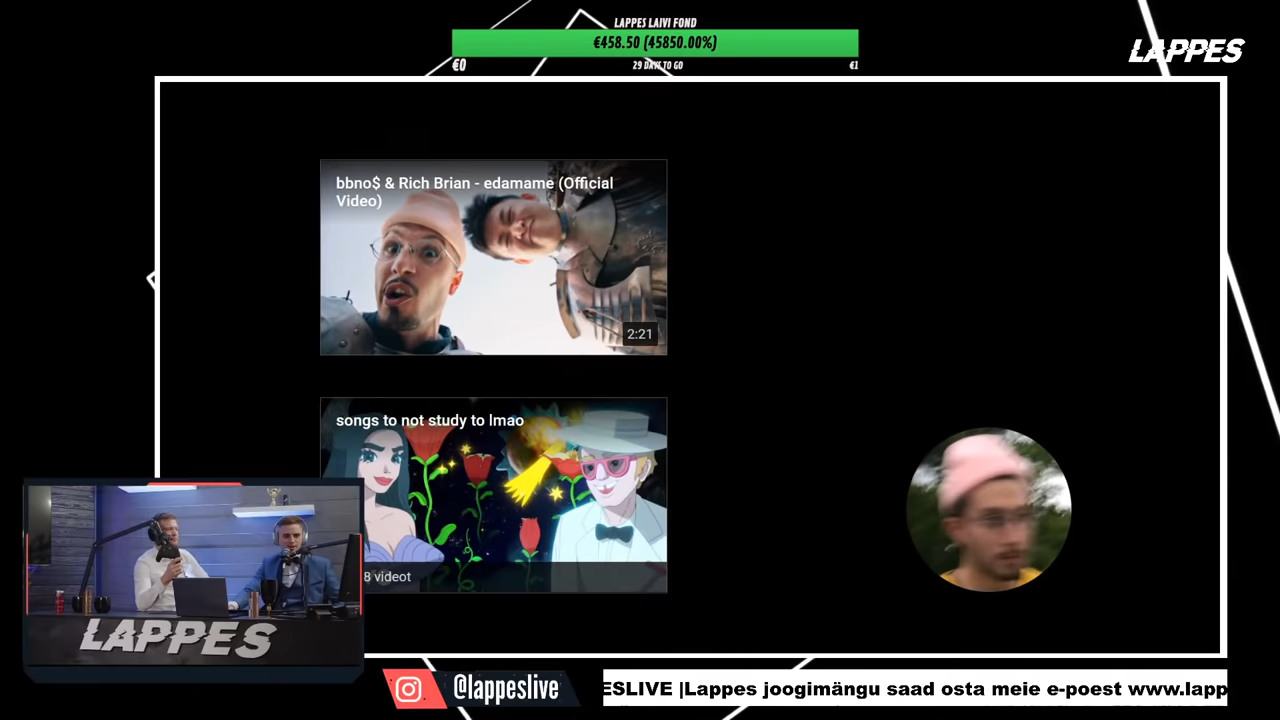 LAPPES LAIVI FOND
€458.50 (45850.00%)
€0
29 DAYS TO GO
€1
LAPPES
bbno$ & Rich Brian - edamame (Official
Video)
2:21
songs to not study to lmao
8 videot
LAPPES
@lappeslive
ESLIVE |Lappes joogimängu saad osta meie e-poest www.lapp